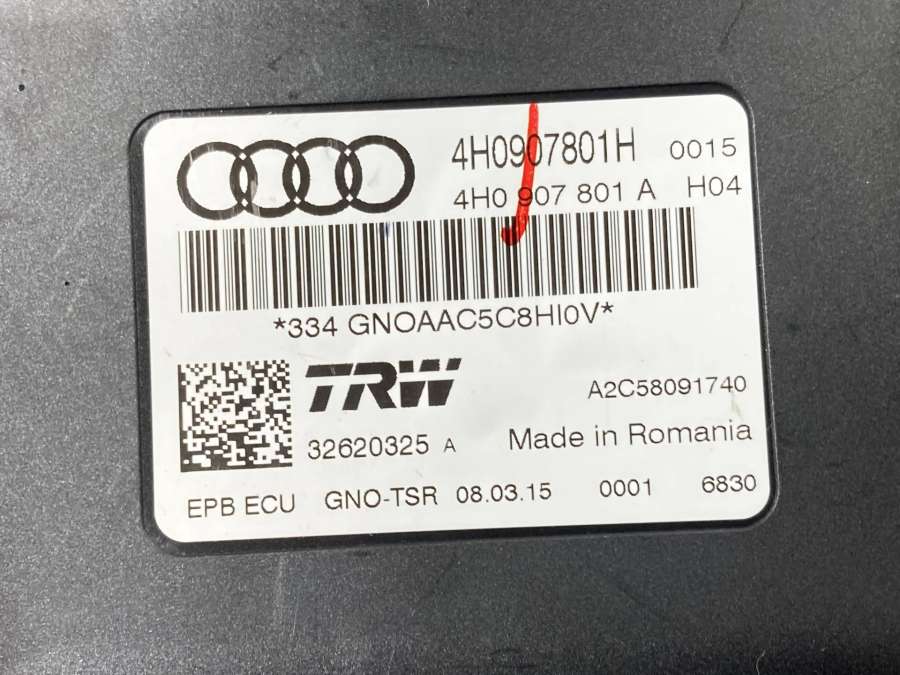 4H0907801H 0015
4H0 907 801 A H04
*334 GNOAAC5C8HI0V*
TRW
A2C58091740
32620325 A Made in Romania
EPB ECU GNO-TSR 08.03.15 0001 6830